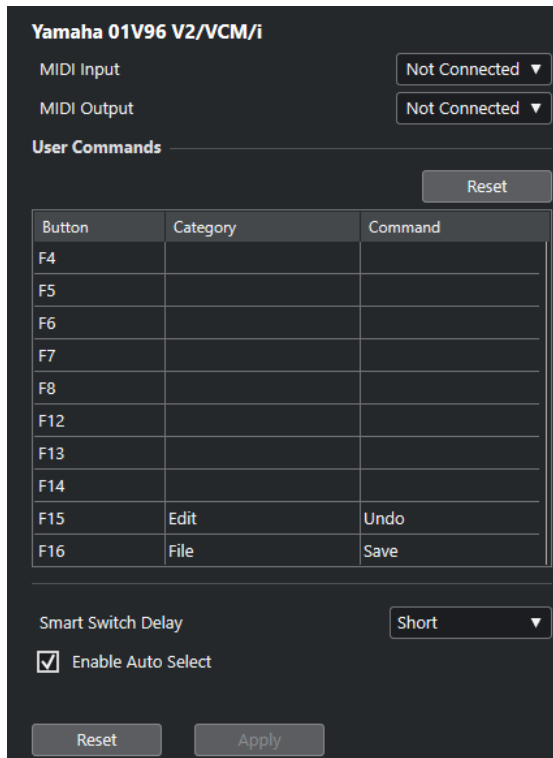 Yamaha 01V96 V2/VCM/i
MIDI Input Not Connected
MIDI Output Not Connected
User Commands
Reset
Button Category Command
F4
F5
F6
F7
F8
F12
F13
F14
F15 Edit Undo
F16 File Save
Smart Switch Delay Short
Enable Auto Select
Reset Apply